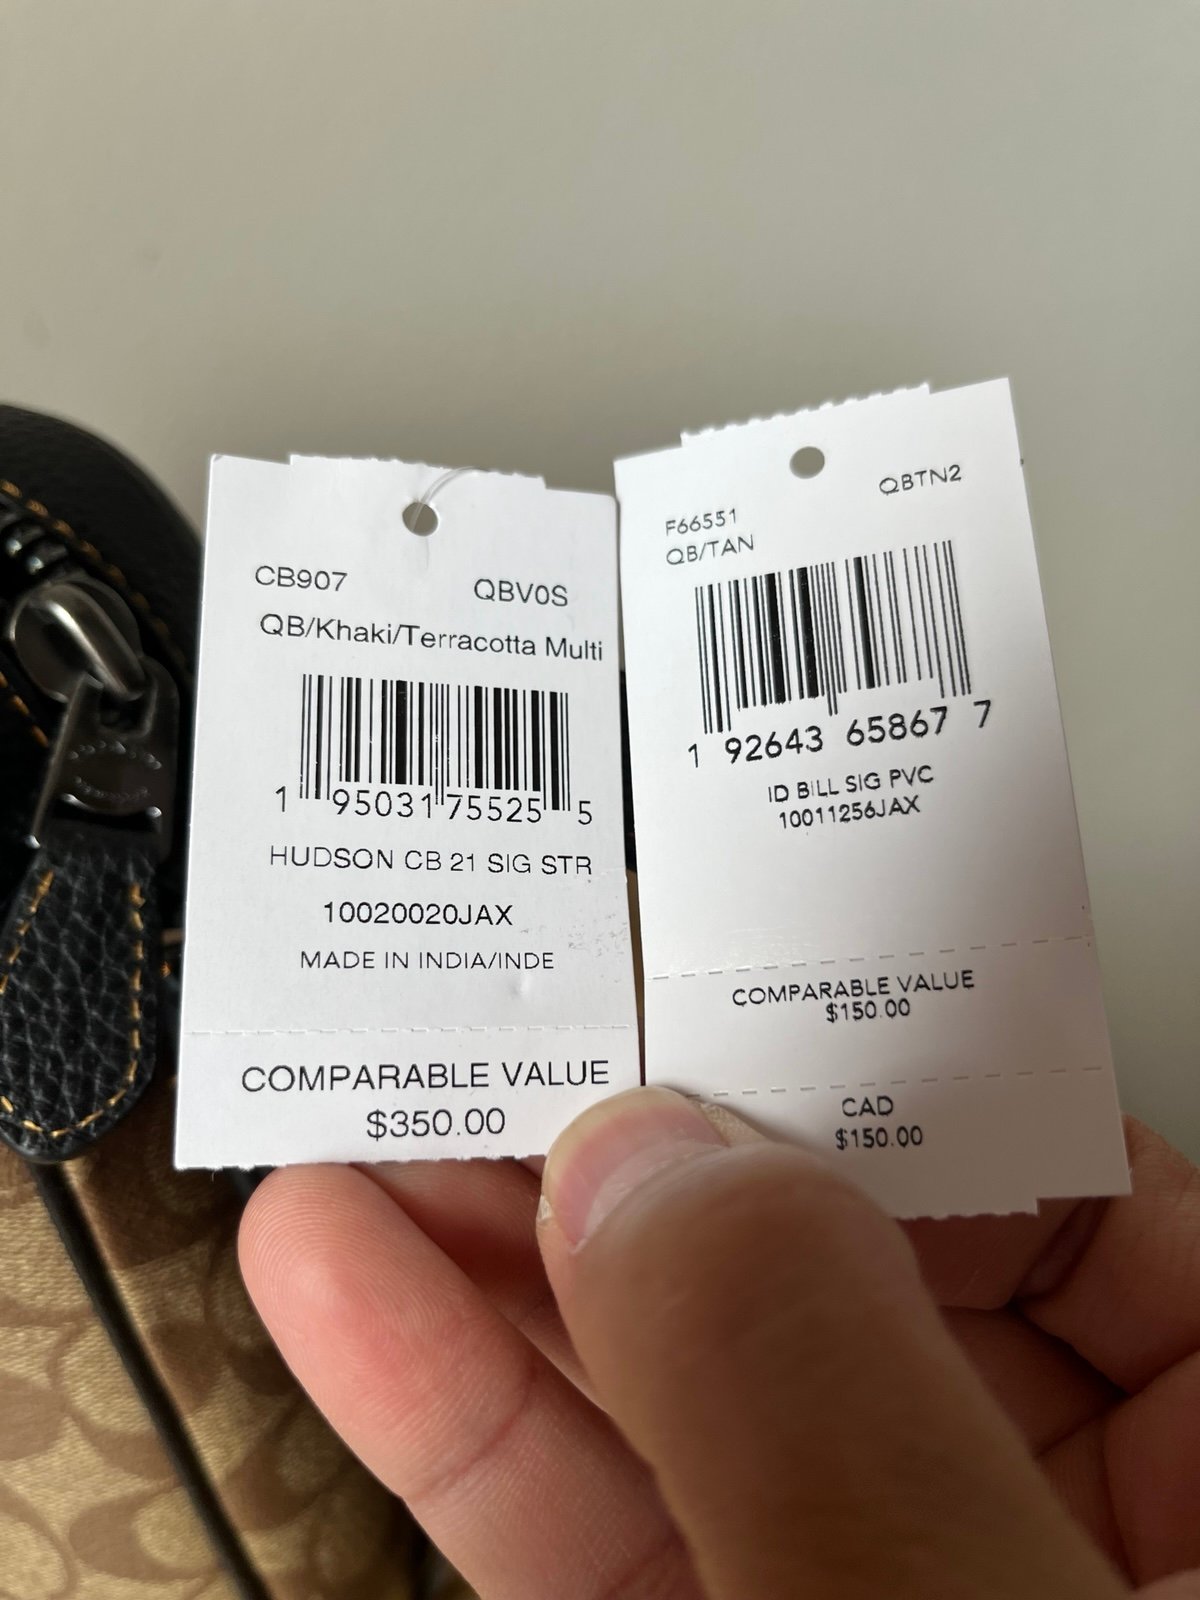 CB907 QBV0S
QB/Khaki/Terracotta Multi
1 95031 75525 5
HUDSON CB 21 SIG STR
10020020JAX
MADE IN INDIA/INDE
COMPARABLE VALUE
$350.00
QBTN2
F66551
QB/TAN
1 92643 65867 7
ID BILL SIG PVC
10011256JAX
COMPARABLE VALUE
$150.00
CAD
$150.00